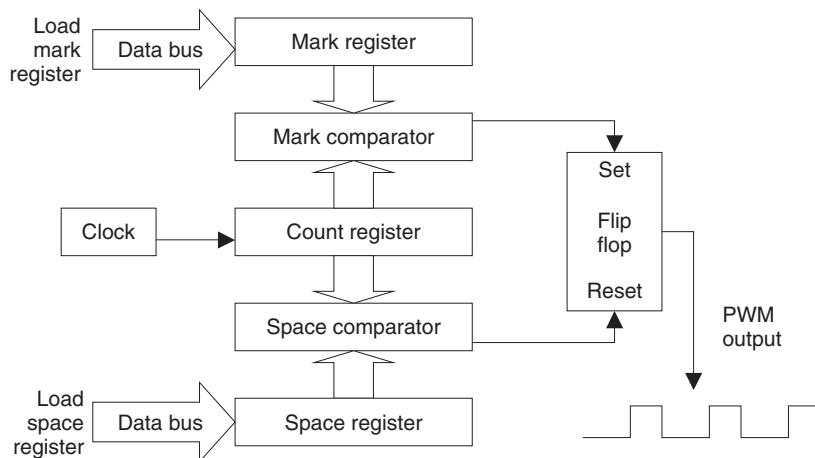 Load
mark
register
Data bus
Mark register
Mark comparator
Set
Clock
Count register
Flip
flop
Reset
Space comparator
PWM
output
Load
space
register
Data bus
Space register